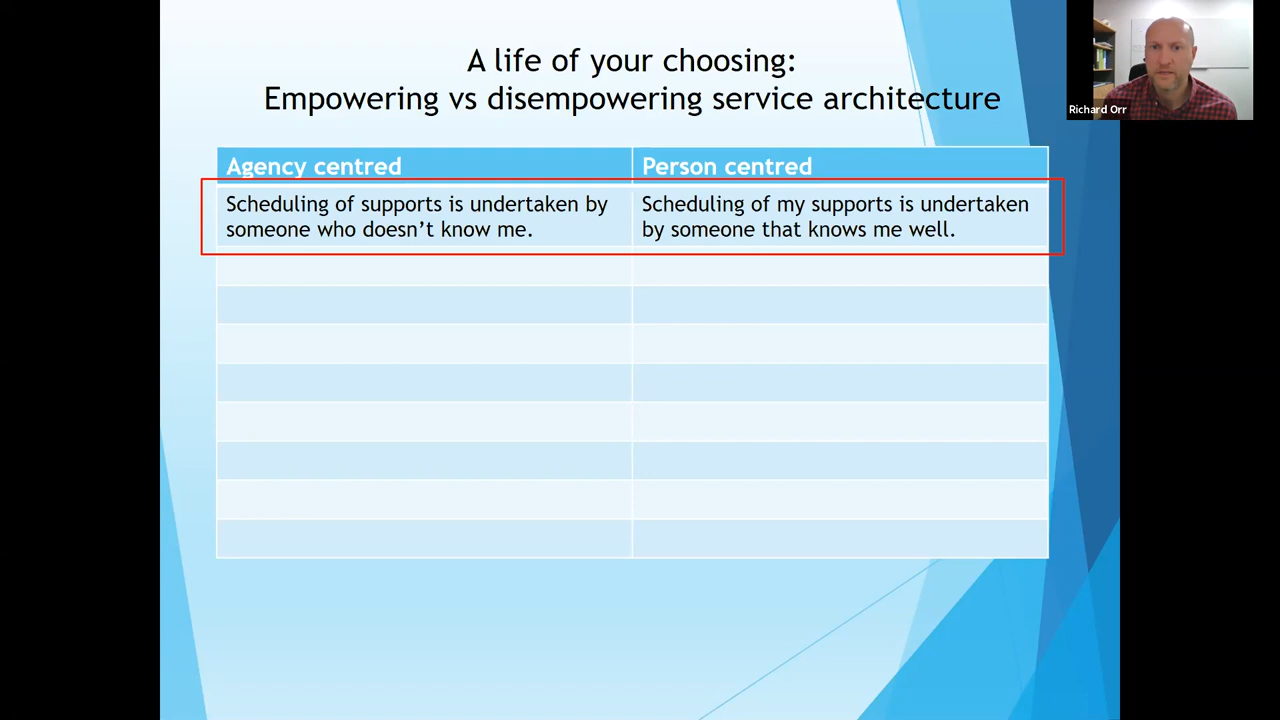 A life of your choosing:
Empowering vs disempowering service architecture
Richard Orr
Agency centred
Person centred
Scheduling of supports is undertaken by
someone who doesn’t know me.
Scheduling of my supports is undertaken
by someone that knows me well.